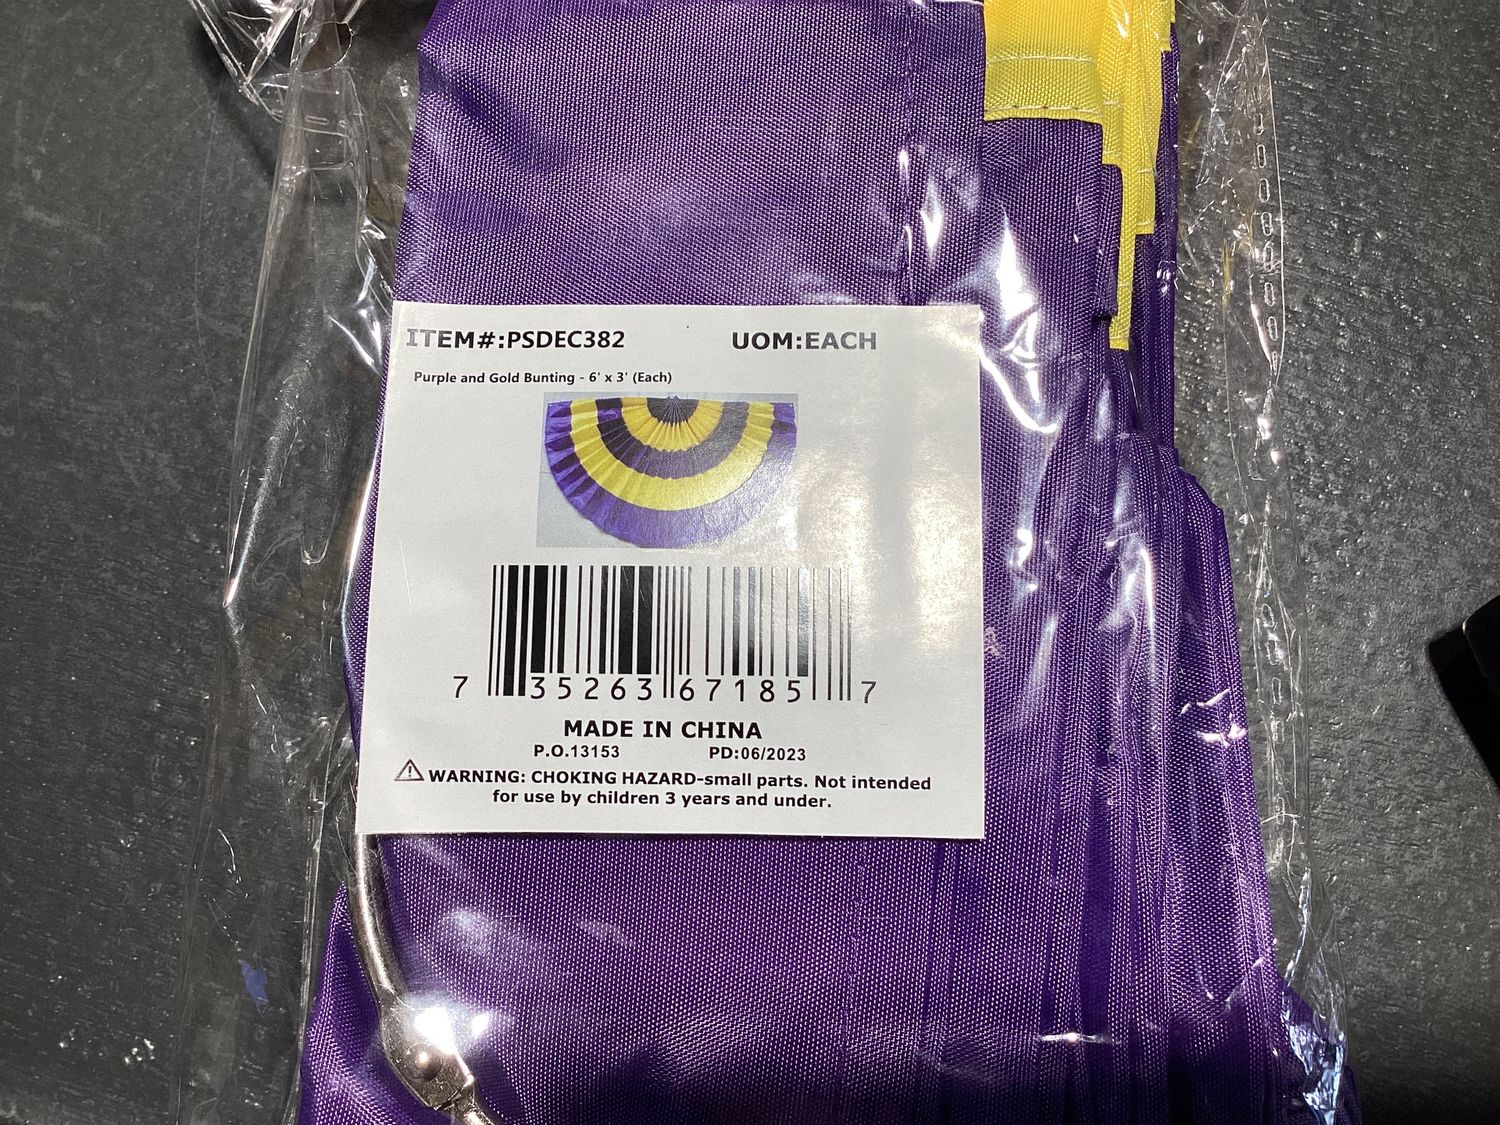 ITEM#:PSDEC382 UOM:EACH
Purple and Gold Bunting - 6' x 3' (Each)
7 35263 67185 7
MADE IN CHINA
P.O.13153 PD:06/2023
⚠ WARNING: CHOKING HAZARD-small parts. Not intended
for use by children 3 years and under.